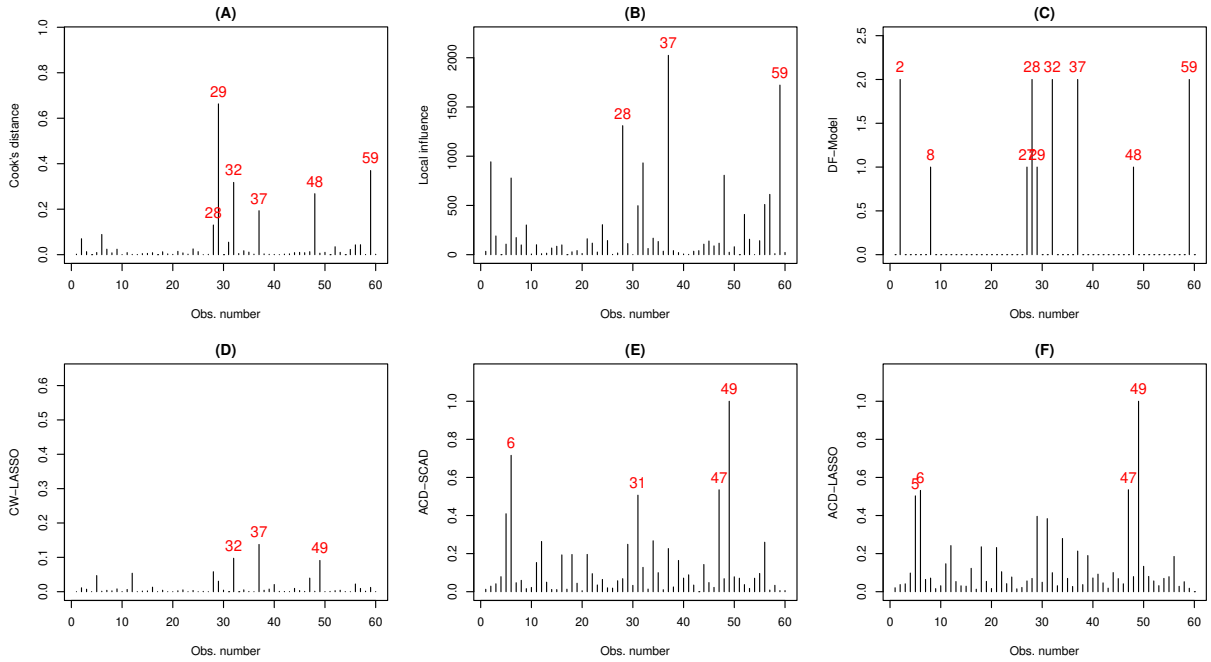 (A)
Cook's distance
0.0 0.2 0.4 0.6 0.8 1.0
28
29
32
37
48
59
0 10 20 30 40 50 60
Obs. number
(B)
Local influence
0 500 1000 1500 2000
28
37
59
0 10 20 30 40 50 60
Obs. number
(C)
DF−Model
0.0 0.5 1.0 1.5 2.0 2.5
2
8
27
28
29
32
37
48
59
0 10 20 30 40 50 60
Obs. number
(D)
CW−LASSO
0.0 0.1 0.2 0.3 0.4 0.5 0.6
32
37
49
0 10 20 30 40 50 60
Obs. number
(E)
ACD−SCAD
0.0 0.2 0.4 0.6 0.8 1.0
6
31
47
49
0 10 20 30 40 50 60
Obs. number
(F)
ACD−LASSO
0.0 0.2 0.4 0.6 0.8 1.0
5
6
47
49
0 10 20 30 40 50 60
Obs. number